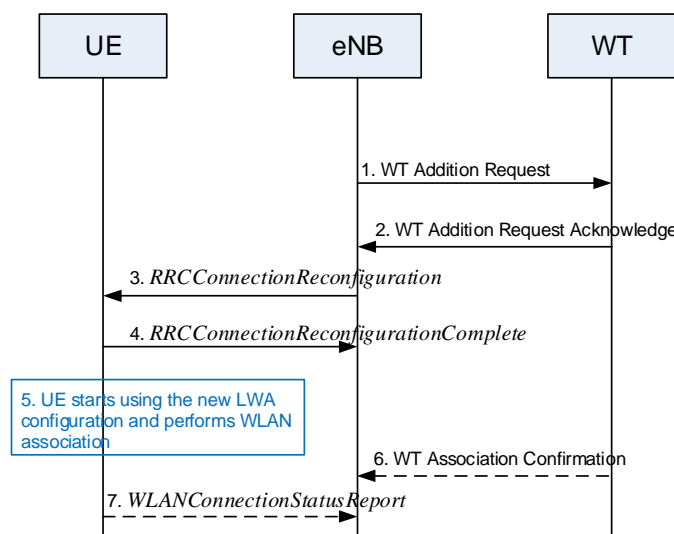 UE
eNB
WT
1. WT Addition Request
2. WT Addition Request Acknowledge
3. RRCConnectionReconfiguration
4. RRCConnectionReconfigurationComplete
5. UE starts using the new LWA
configuration and performs WLAN
association
6. WT Association Confirmation
7. WLANConnectionStatusReport